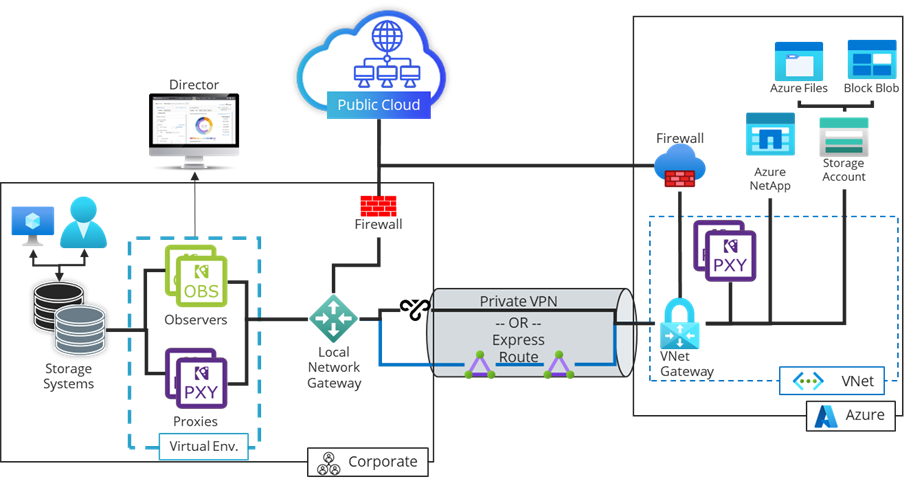 Public Cloud
Director
Firewall
OBS
Observers
PXY
Proxies
Virtual Env.
Storage
Systems
Local
Network
Gateway
Corporate
Private VPN
-- OR --
Express
Route
Firewall
Azure Files
Block Blob
Azure
NetApp
Storage
Account
PXY
VNet
Gateway
VNet
Azure